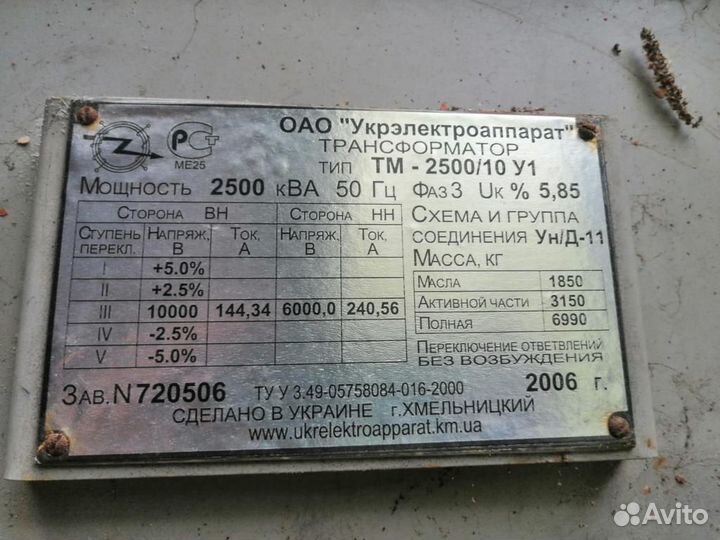 ОАО "Укрэлектроаппарат"
ТРАНСФОРМАТОР
МЕ25
ТИП ТМ - 2500/10 У1
Мощность 2500 кВА 50 Гц Фаз 3 Uк % 5,85
Сторона ВН Сторона НН
Ступень перекл. Напряж, В Ток, А Напряж, В Ток, А
I +5.0%
II +2.5%
III 10000 144,34 6000,0 240,56
IV -2.5%
V -5.0%
Схема и группа
соединения Ун/Д-11
Масса, кг
Масла 1850
Активной части 3150
Полная 6990
Переключение ответвлений
без возбуждения
Зав.N 720506 ТУ У 3.49-05758084-016-2000 2006 г.
СДЕЛАНО В УКРАИНЕ г.ХМЕЛЬНИЦКИЙ
www.ukrelektroapparat.km.ua
Avito